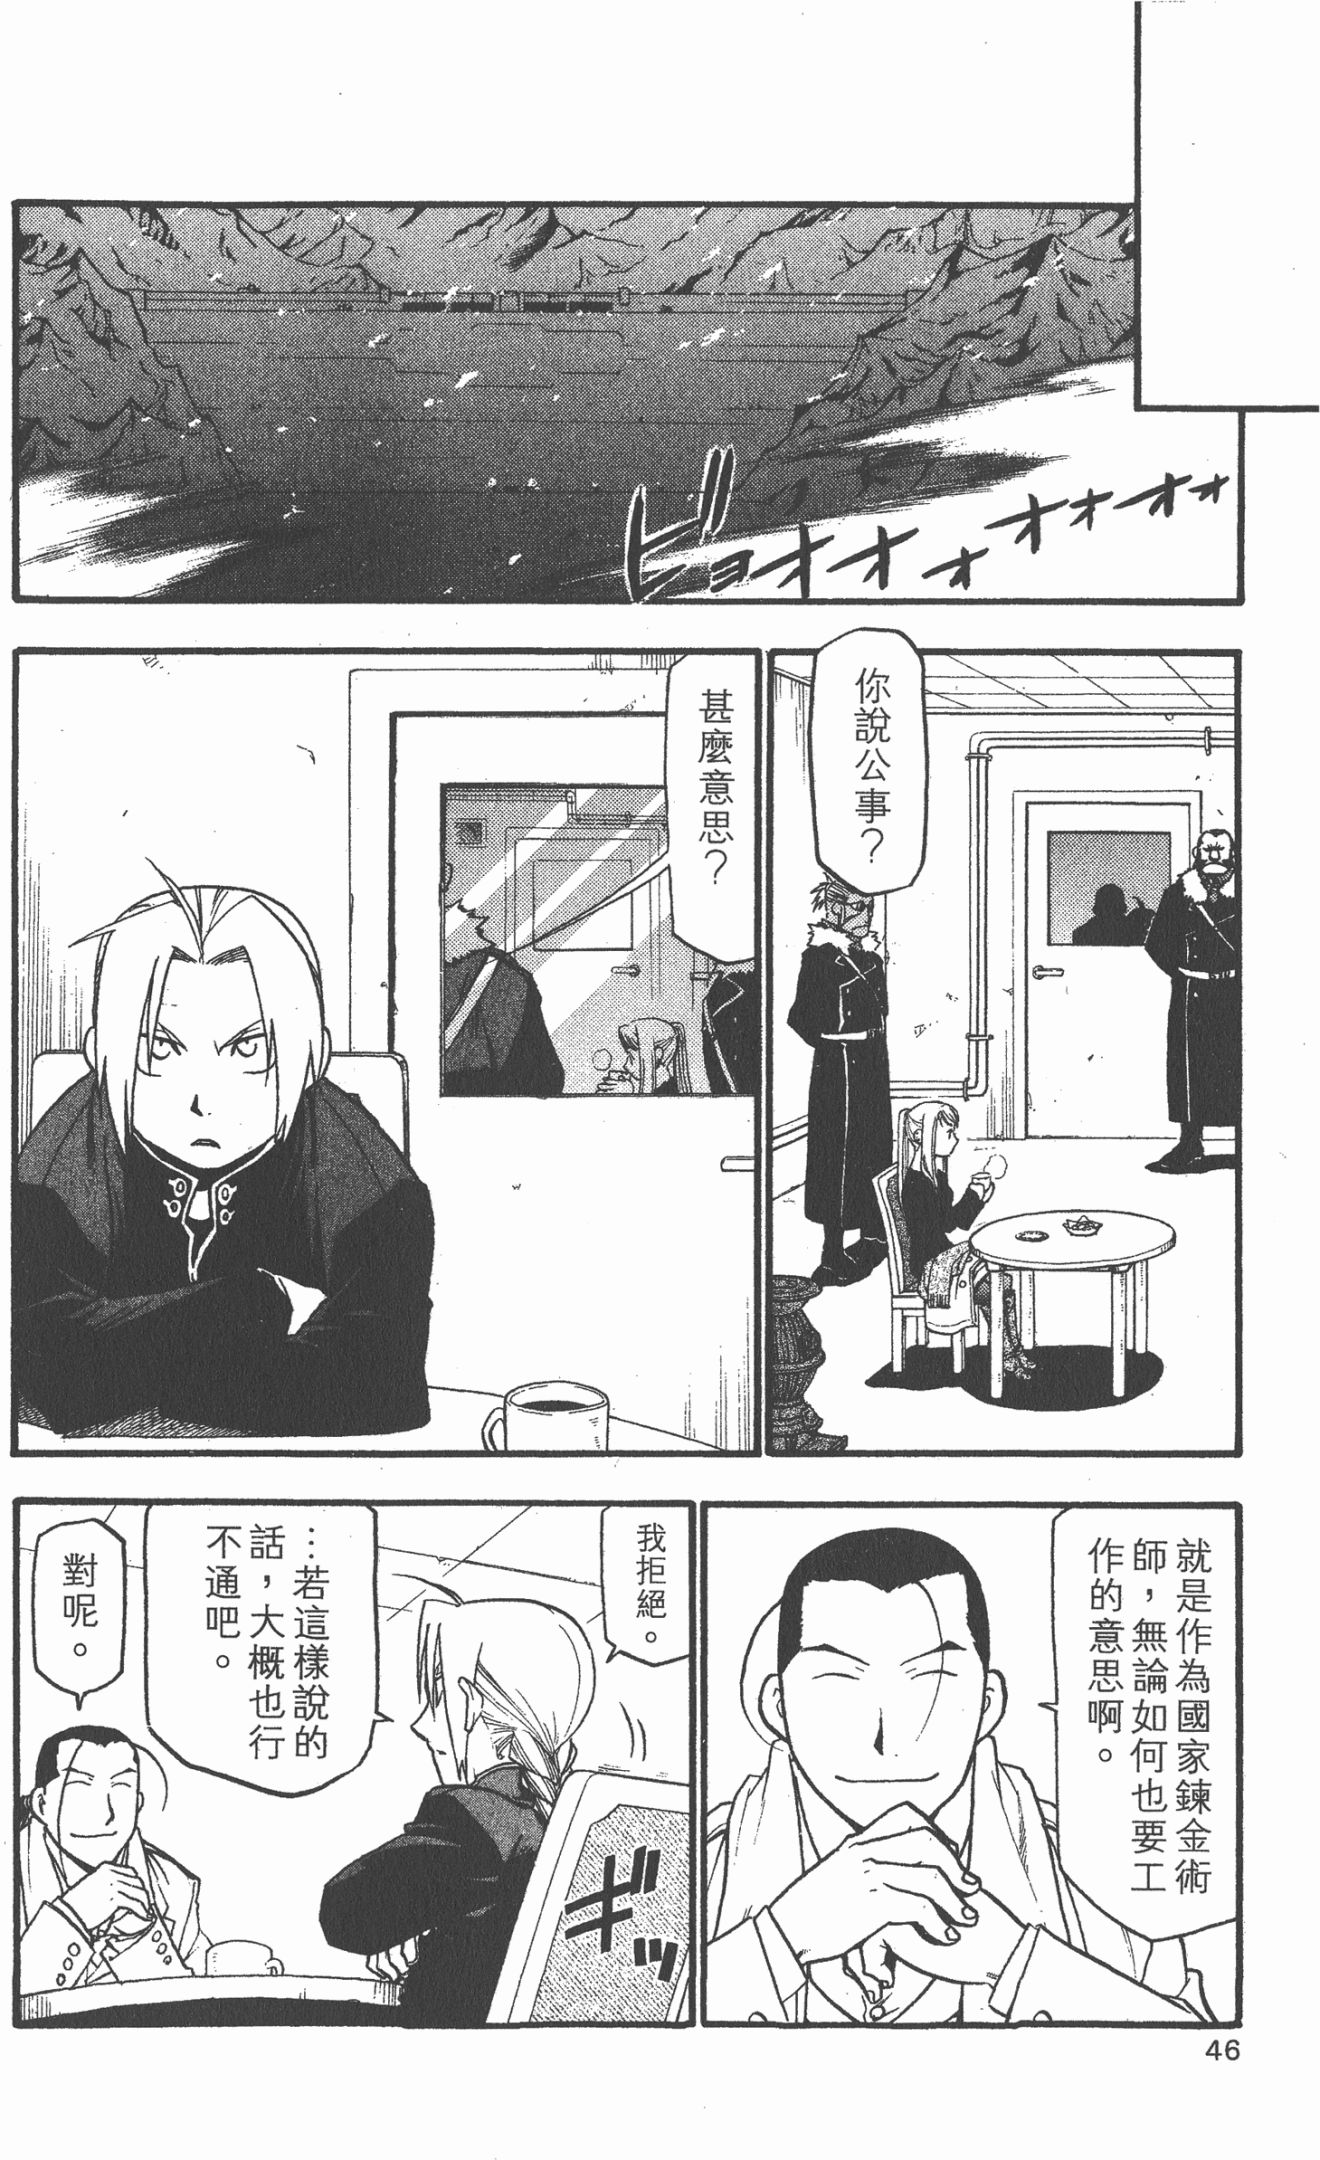 ビョオオオオオオオ
你說公事？
甚麼意思？
就是作為國家鍊金術
師，無論如何也要工
作的意思啊。
我拒絕。
ギッ
…若這樣說的
話，大概也行
不通吧。
對呢。
46